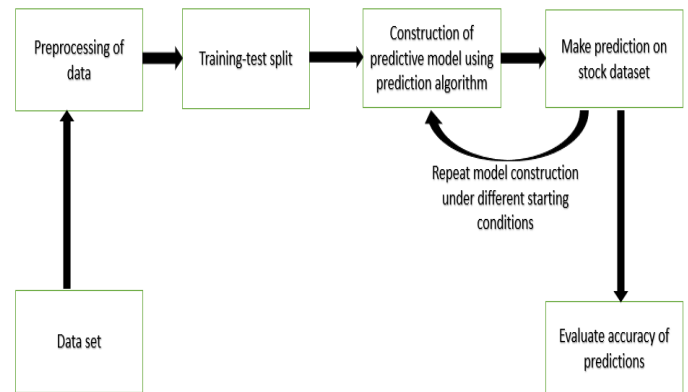 Preprocessing of
data
Training-test split
Construction of
predictive model using
prediction algorithm
Make prediction on
stock dataset
Repeat model construction
under different starting
conditions
Data set
Evaluate accuracy of
predictions